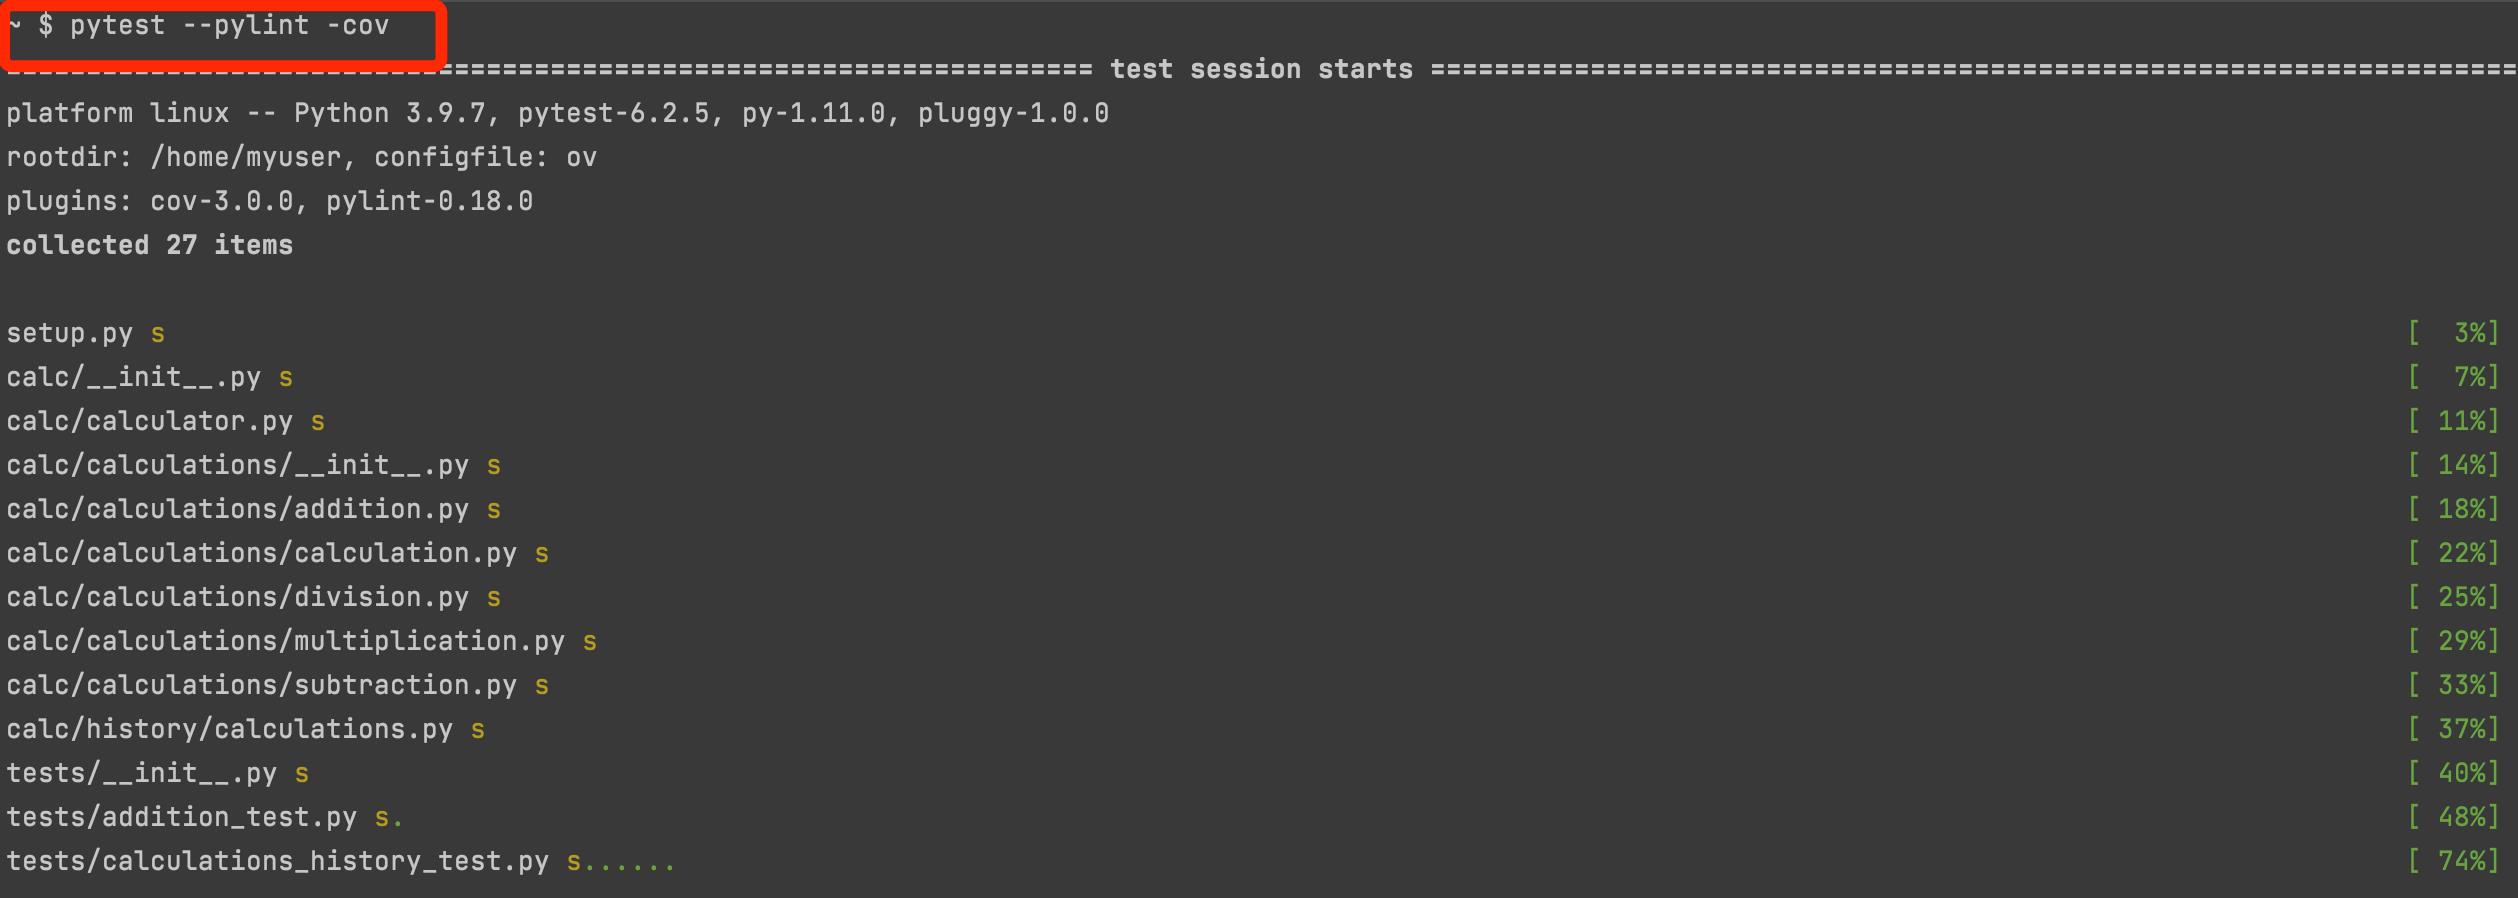 ~ $ pytest --pylint -cov
===================================================================== test session starts =====================================================================
platform linux -- Python 3.9.7, pytest-6.2.5, py-1.11.0, pluggy-1.0.0
rootdir: /home/myuser, configfile: ov
plugins: cov-3.0.0, pylint-0.18.0
collected 27 items
setup.py s [  3%]
calc/__init__.py s [  7%]
calc/calculator.py s [ 11%]
calc/calculations/__init__.py s [ 14%]
calc/calculations/addition.py s [ 18%]
calc/calculations/calculation.py s [ 22%]
calc/calculations/division.py s [ 25%]
calc/calculations/multiplication.py s [ 29%]
calc/calculations/subtraction.py s [ 33%]
calc/history/calculations.py s [ 37%]
tests/__init__.py s [ 40%]
tests/addition_test.py s. [ 48%]
tests/calculations_history_test.py s...... [ 74%]